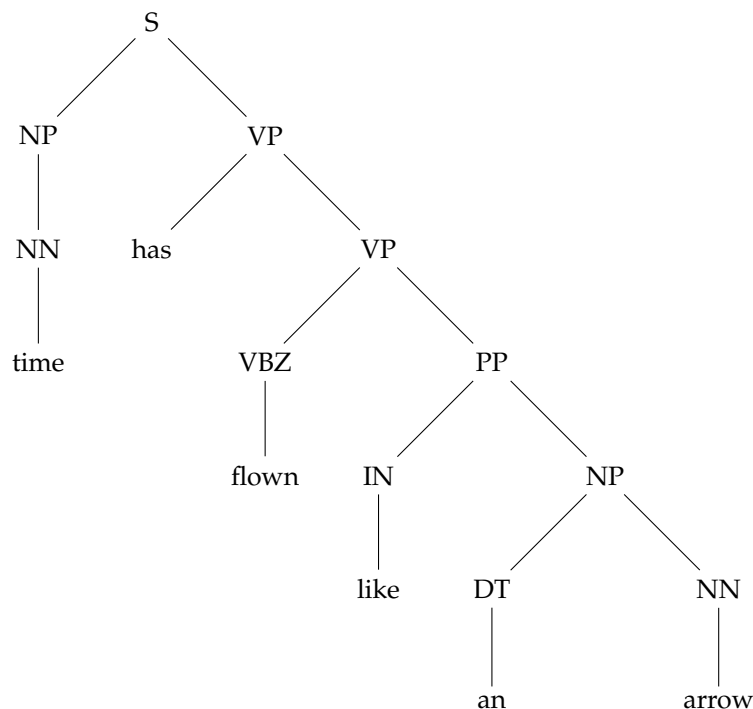 S
NP VP
NN has VP
time VBZ PP
flown IN NP
like DT NN
an arrow